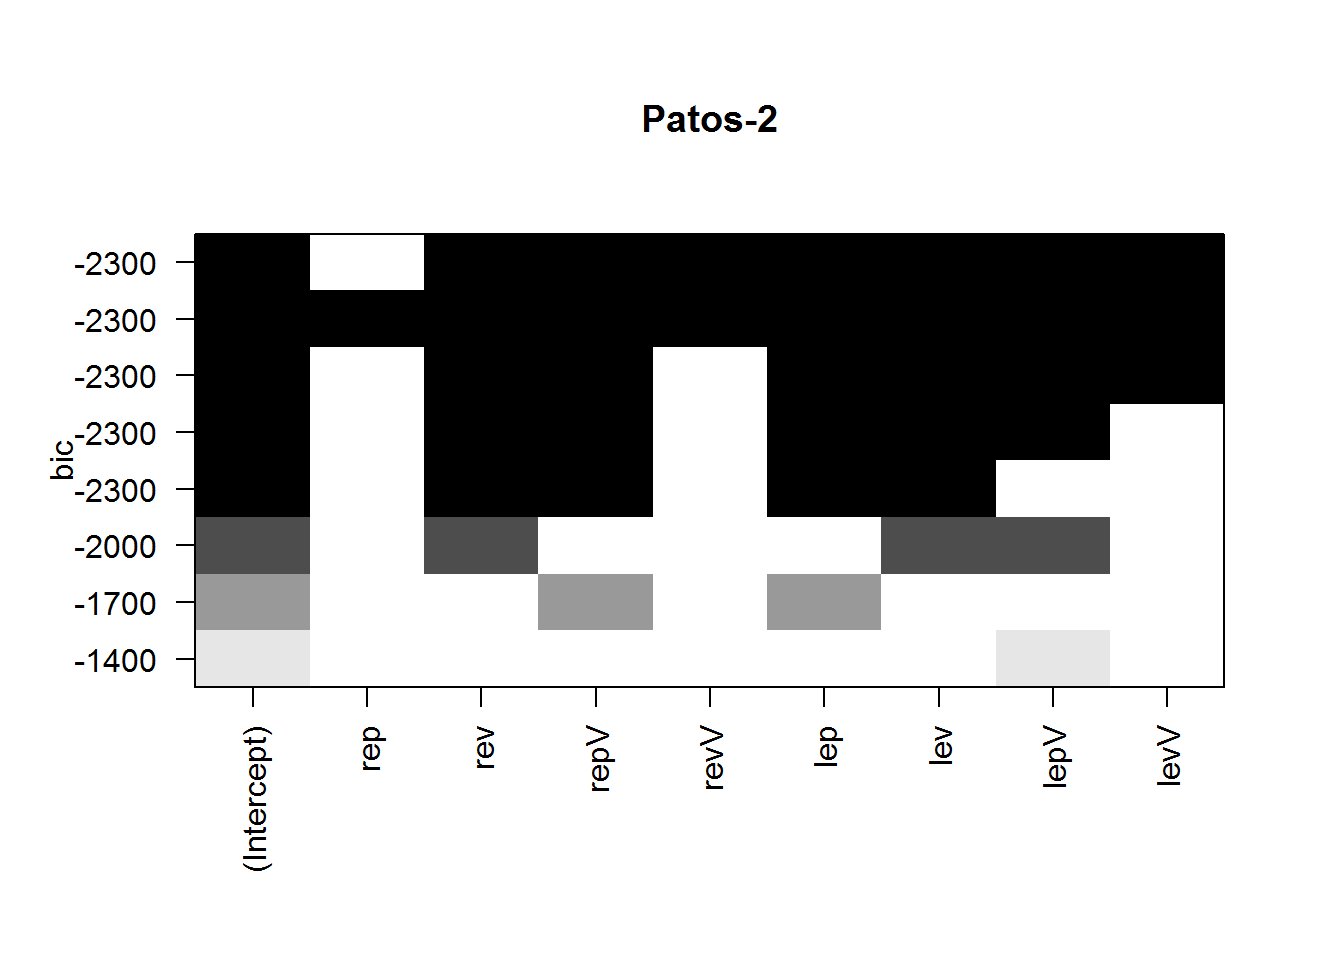 Patos-2
bic
-2300
-2300
-2300
-2300
-2300
-2000
-1700
-1400
(Intercept)
rep
rev
repV
revV
lep
lev
lepV
levV